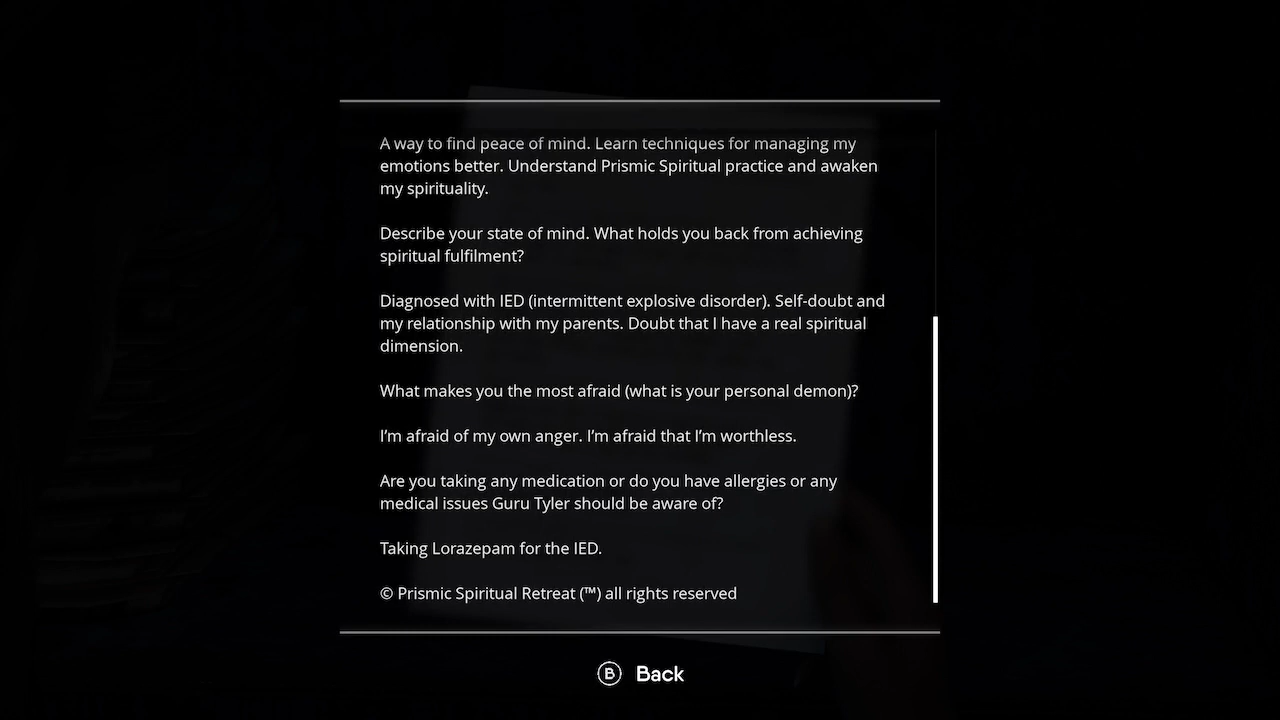 A way to find peace of mind. Learn techniques for managing my
emotions better. Understand Prismic Spiritual practice and awaken
my spirituality.
Describe your state of mind. What holds you back from achieving
spiritual fulfilment?
Diagnosed with IED (intermittent explosive disorder). Self-doubt and
my relationship with my parents. Doubt that I have a real spiritual
dimension.
What makes you the most afraid (what is your personal demon)?
I’m afraid of my own anger. I’m afraid that I’m worthless.
Are you taking any medication or do you have allergies or any
medical issues Guru Tyler should be aware of?
Taking Lorazepam for the IED.
© Prismic Spiritual Retreat (™) all rights reserved
B Back